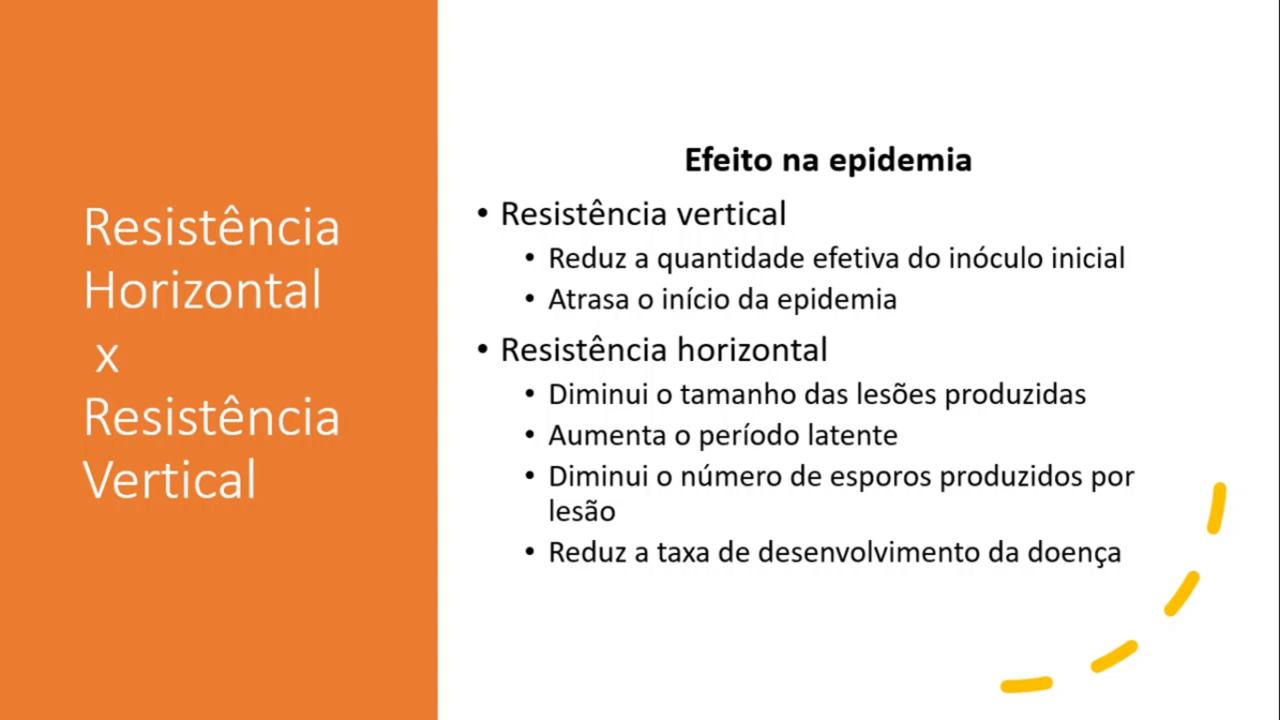 Resistência
Horizontal
x
Resistência
Vertical
Efeito na epidemia
• Resistência vertical
• Reduz a quantidade efetiva do inóculo inicial
• Atrasa o início da epidemia
• Resistência horizontal
• Diminui o tamanho das lesões produzidas
• Aumenta o período latente
• Diminui o número de esporos produzidos por
lesão
• Reduz a taxa de desenvolvimento da doença